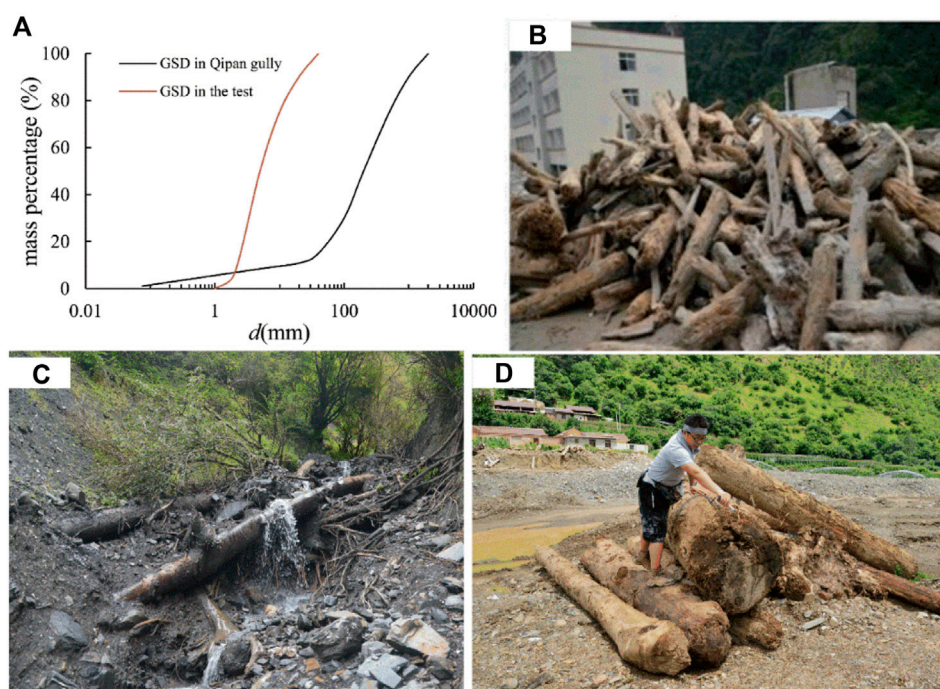 A
100
80
60
40
20
0
mass percentage (%)
GSD in Qipan gully
GSD in the test
0.01
1
100
10000
d(mm)
B
C
D